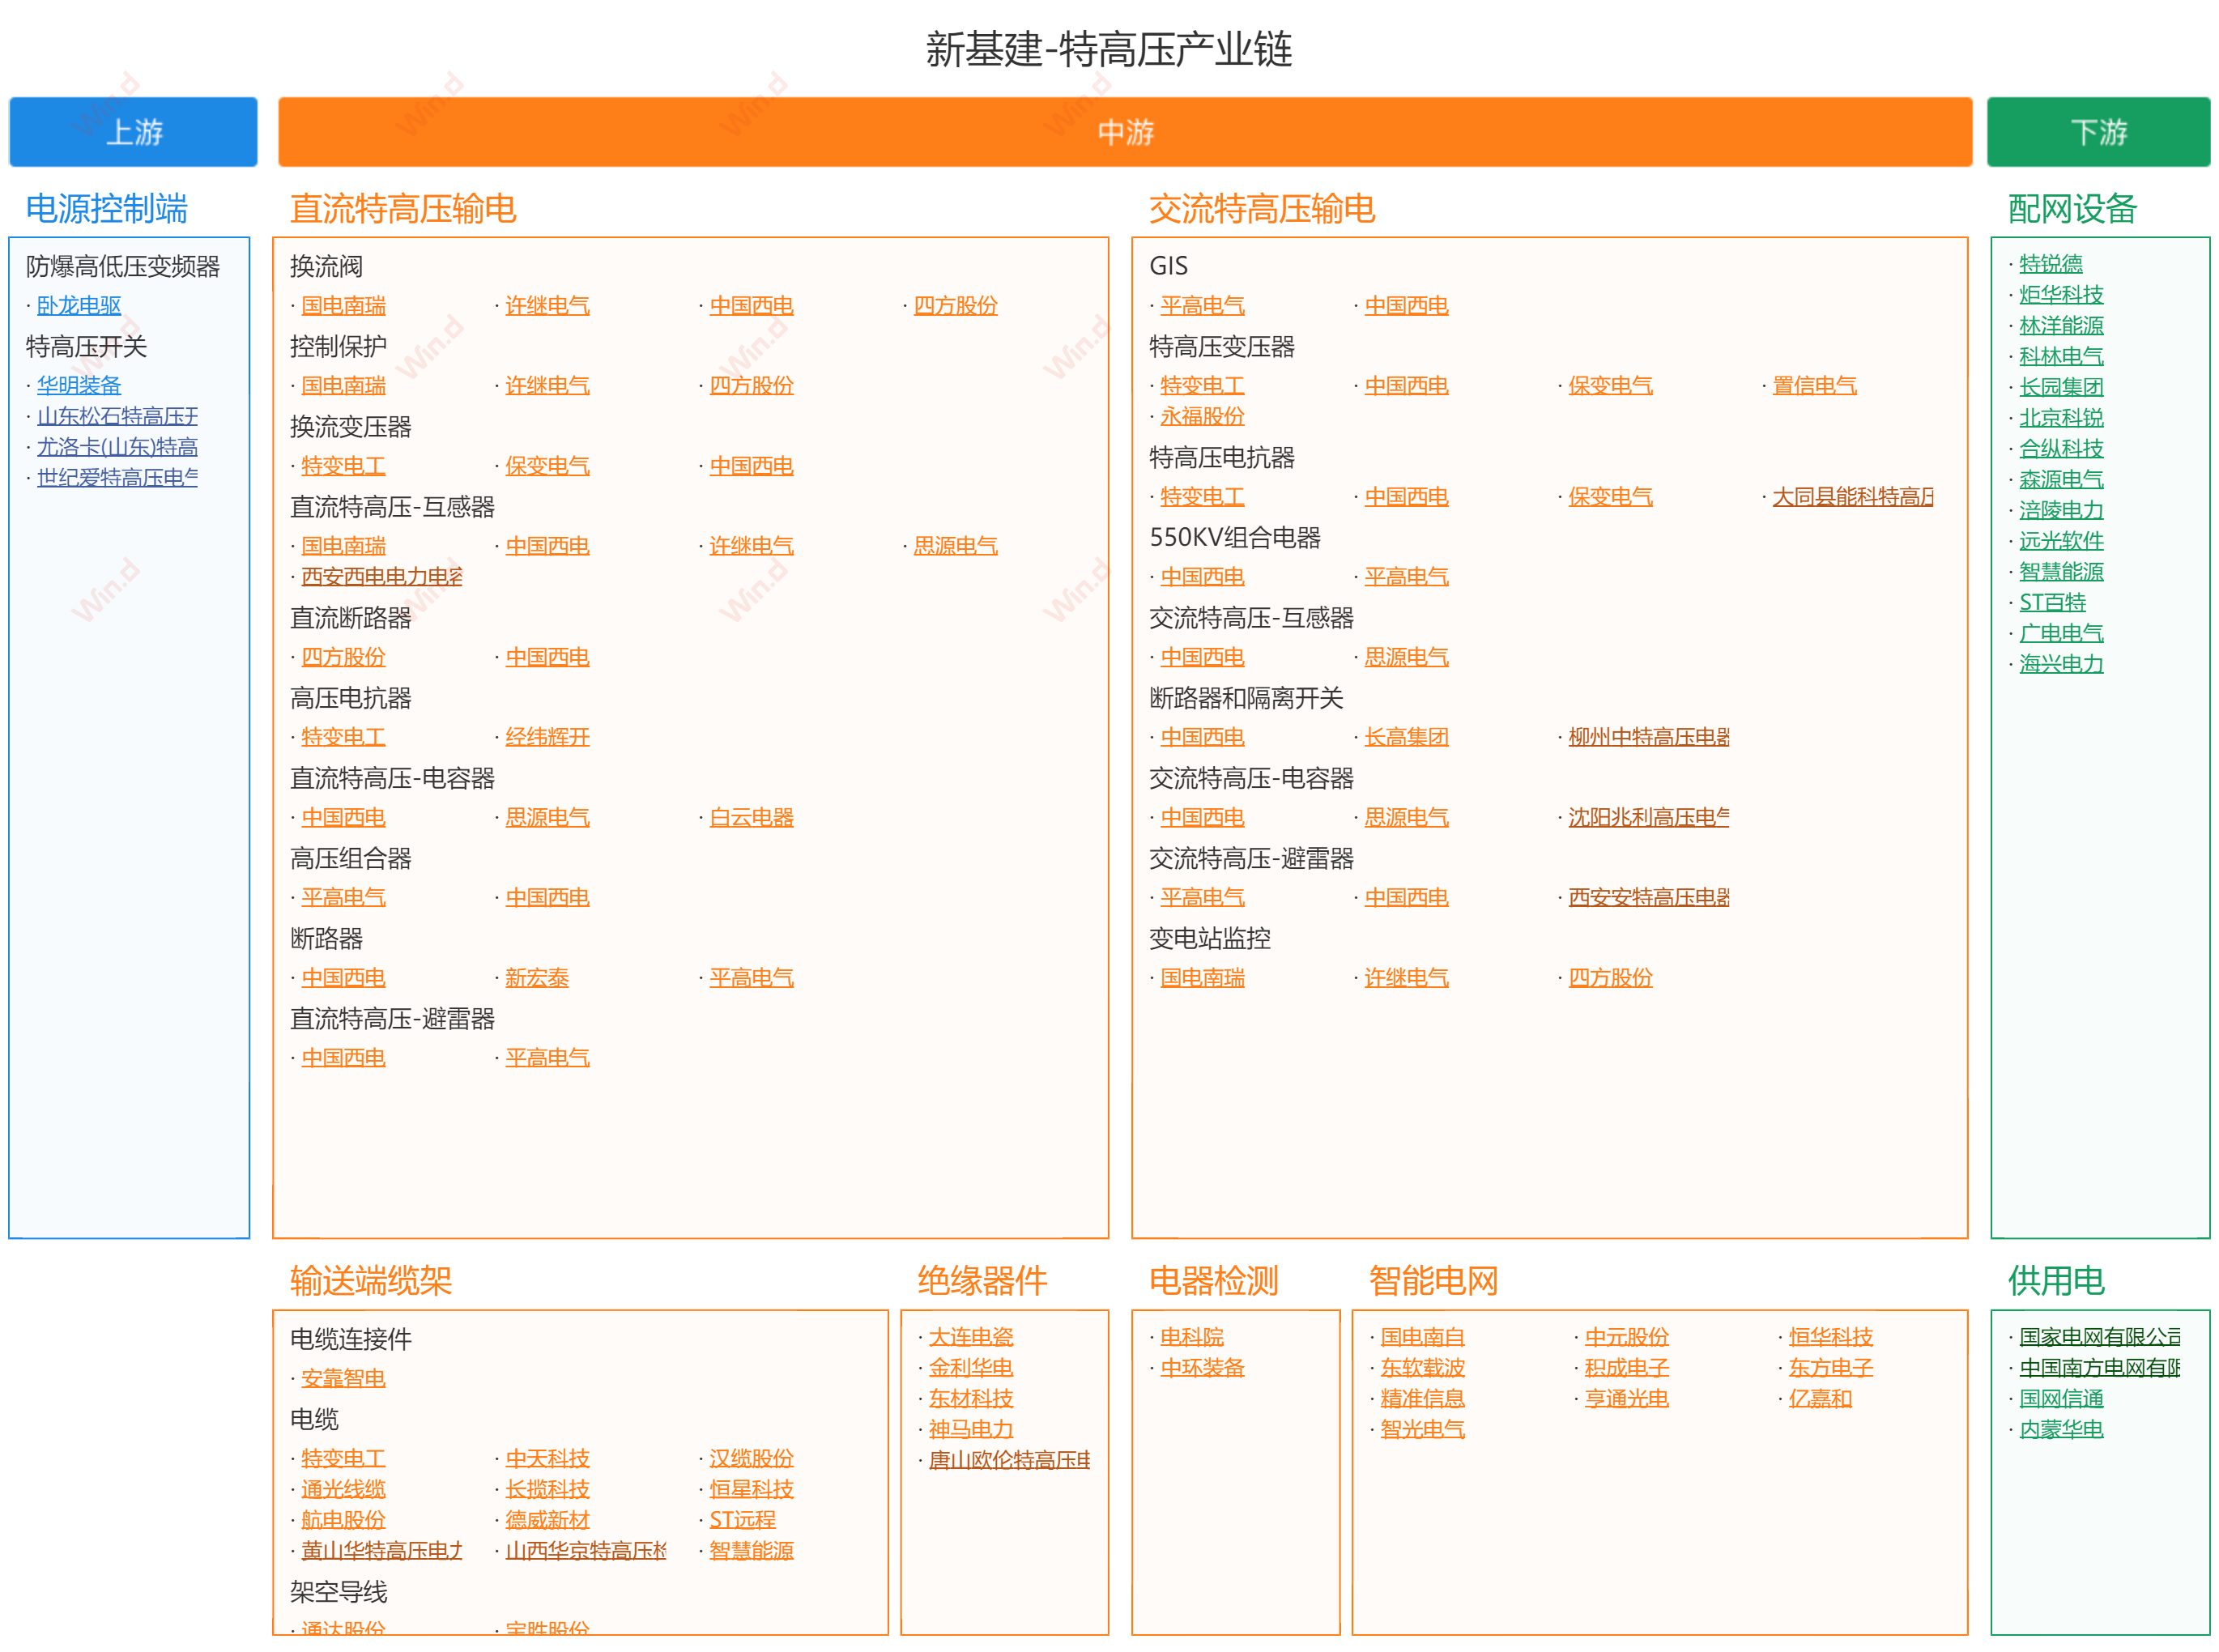 新基建-特高压产业链
上游
中游
下游
电源控制端
防爆高低压变频器
· 卧龙电驱
特高压开关
· 华明装备
· 山东松石特高压开
· 尤洛卡(山东)特高
· 世纪爱特高压电气
直流特高压输电
换流阀
· 国电南瑞 · 许继电气 · 中国西电 · 四方股份
控制保护
· 国电南瑞 · 许继电气 · 四方股份
换流变压器
· 特变电工 · 保变电气 · 中国西电
直流特高压-互感器
· 国电南瑞 · 中国西电 · 许继电气 · 思源电气
· 西安西电电力电容
直流断路器
· 四方股份 · 中国西电
高压电抗器
· 特变电工 · 经纬辉开
直流特高压-电容器
· 中国西电 · 思源电气 · 白云电器
高压组合器
· 平高电气 · 中国西电
断路器
· 中国西电 · 新宏泰 · 平高电气
直流特高压-避雷器
· 中国西电 · 平高电气
交流特高压输电
GIS
· 平高电气 · 中国西电
特高压变压器
· 特变电工 · 中国西电 · 保变电气 · 置信电气
· 永福股份
特高压电抗器
· 特变电工 · 中国西电 · 保变电气 · 大同县能科特高压
550KV组合电器
· 中国西电 · 平高电气
交流特高压-互感器
· 中国西电 · 思源电气
断路器和隔离开关
· 中国西电 · 长高集团 · 柳州中特高压电器
交流特高压-电容器
· 中国西电 · 思源电气 · 沈阳兆利高压电气
交流特高压-避雷器
· 平高电气 · 中国西电 · 西安安特高压电器
变电站监控
· 国电南瑞 · 许继电气 · 四方股份
配网设备
· 特锐德
· 炬华科技
· 林洋能源
· 科林电气
· 长园集团
· 北京科锐
· 合纵科技
· 森源电气
· 涪陵电力
· 远光软件
· 智慧能源
· ST百特
· 广电电气
· 海兴电力
输送端缆架
电缆连接件
· 安靠智电
电缆
· 特变电工 · 中天科技 · 汉缆股份
· 通光线缆 · 长揽科技 · 恒星科技
· 航电股份 · 德威新材 · ST远程
· 黄山华特高压电力 · 山西华京特高压检 · 智慧能源
架空导线
· 通达股份 · 宝胜股份
绝缘器件
· 大连电瓷
· 金利华电
· 东材科技
· 神马电力
· 唐山欧伦特高压电
电器检测
· 电科院
· 中环装备
智能电网
· 国电南自 · 中元股份 · 恒华科技
· 东软载波 · 积成电子 · 东方电子
· 精准信息 · 亨通光电 · 亿嘉和
· 智光电气
供用电
· 国家电网有限公司
· 中国南方电网有限
· 国网信通
· 内蒙华电
Win.d
Win.d
Win.d
Win.d
Win.d
Win.d
Win.d
Win.d
Win.d
Win.d
Win.d
Win.d